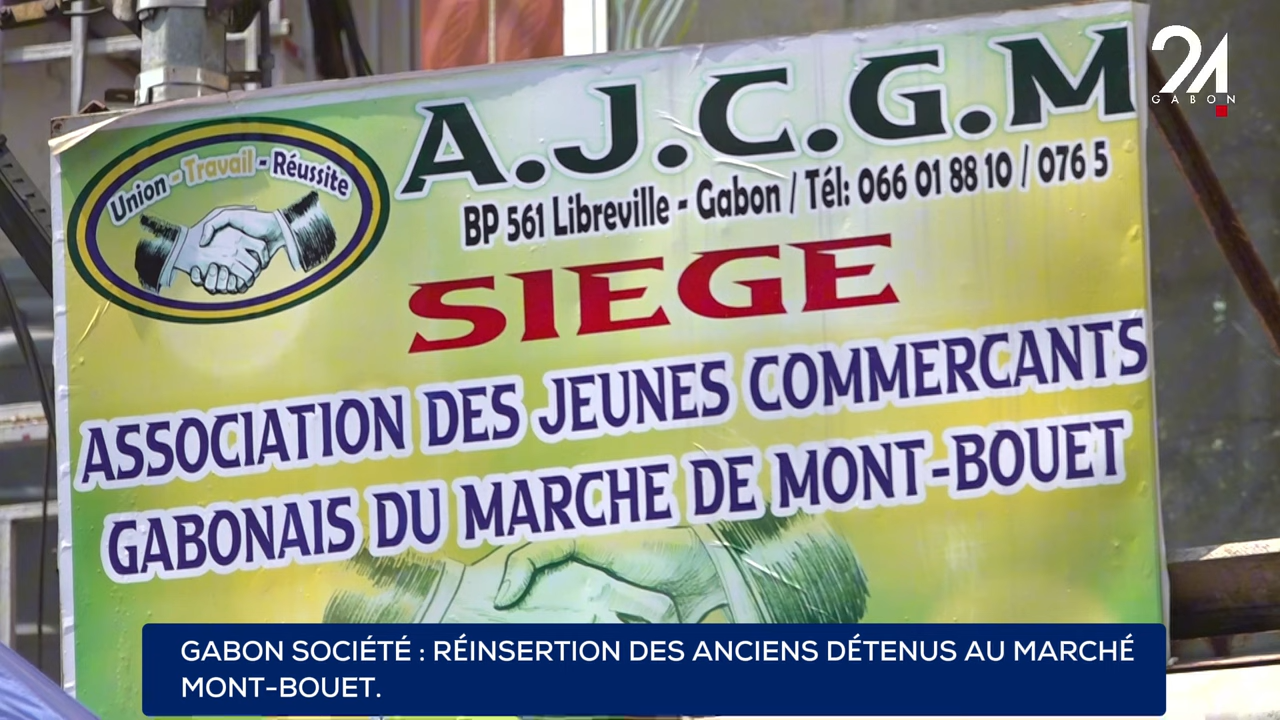 24
GABON
A.J.C.G.M
Union - Travail - Réussite
BP 561 Libreville - Gabon / Tél: 066 01 88 10 / 076 5
SIEGE
ASSOCIATION DES JEUNES COMMERCANTS
GABONAIS DU MARCHE DE MONT-BOUET
GABON SOCIÉTÉ : RÉINSERTION DES ANCIENS DÉTENUS AU MARCHÉ
MONT-BOUET.